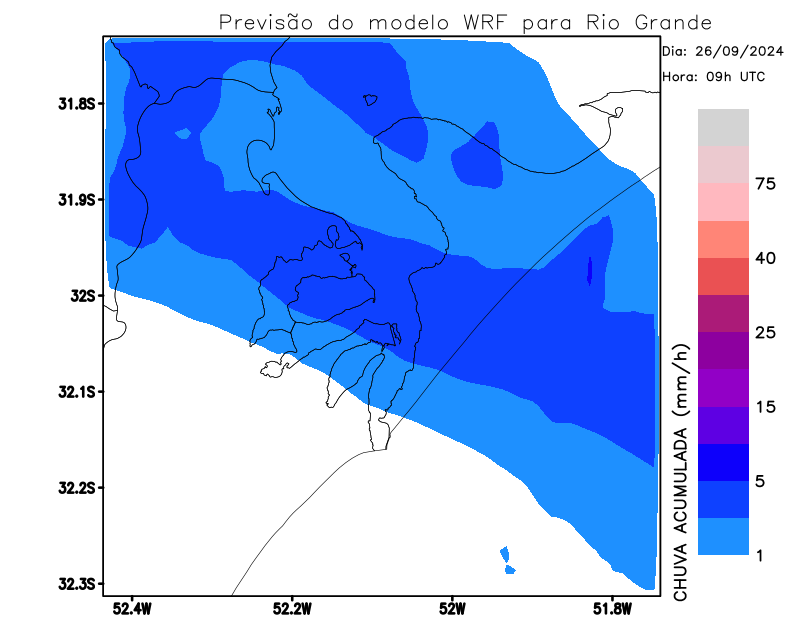 Previsão do modelo WRF para Rio Grande
Dia: 26/09/2024
Hora: 09h UTC
31.8S
31.9S
32S
32.1S
32.2S
32.3S
52.4W
52.2W
52W
51.8W
75
40
25
15
5
1
CHUVA ACUMULADA (mm/h)